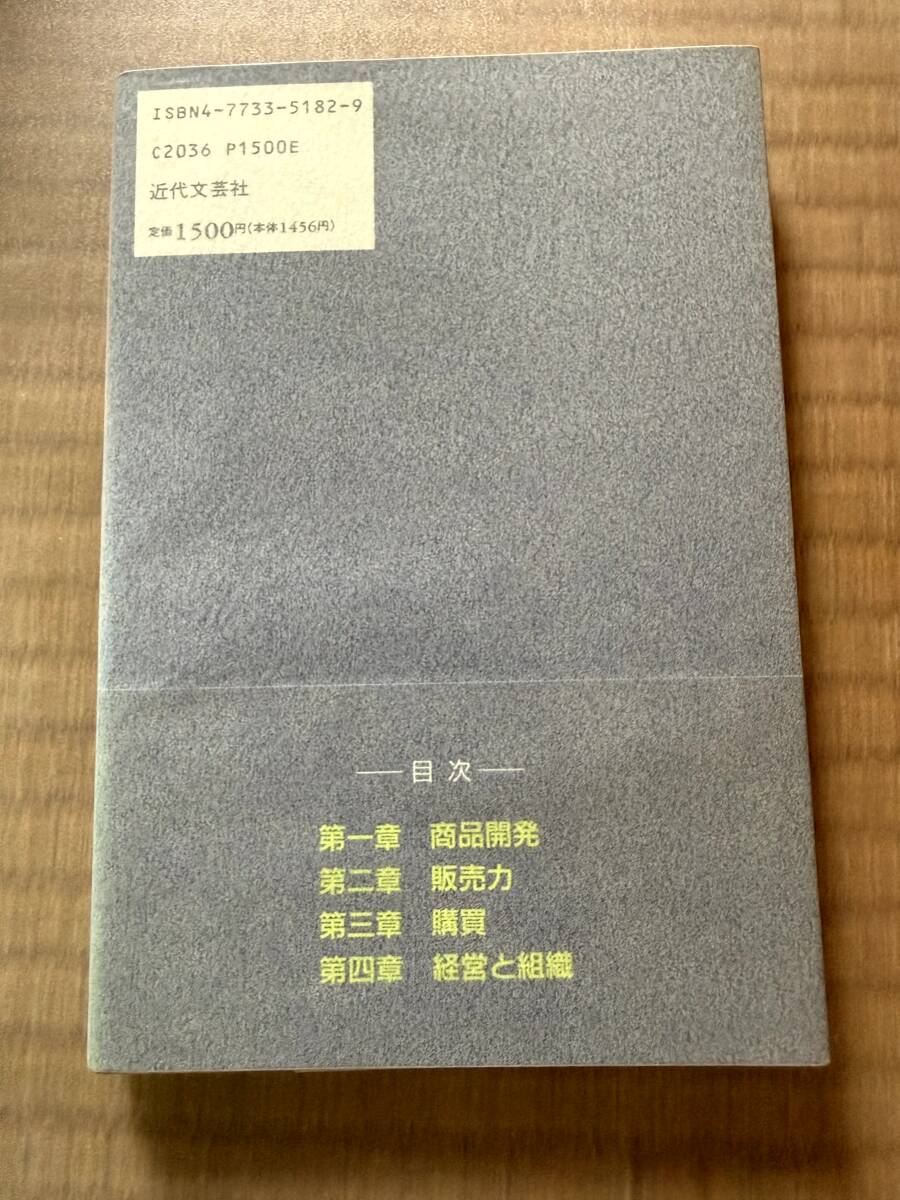 ISBN4-7733-5182-9
C2036 P1500E
近代文芸社
定価1500円(本体1456円)
—目次—
第一章 商品開発
第二章 販売力
第三章 購買
第四章 経営と組織